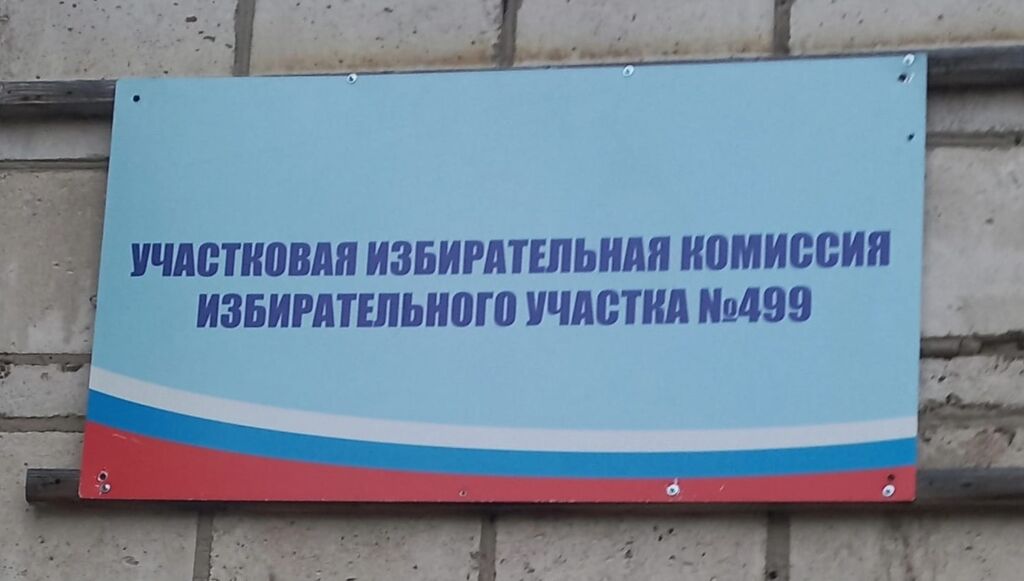 УЧАСТКОВАЯ ИЗБИРАТЕЛЬНАЯ КОМИССИЯ
ИЗБИРАТЕЛЬНОГО УЧАСТКА №499